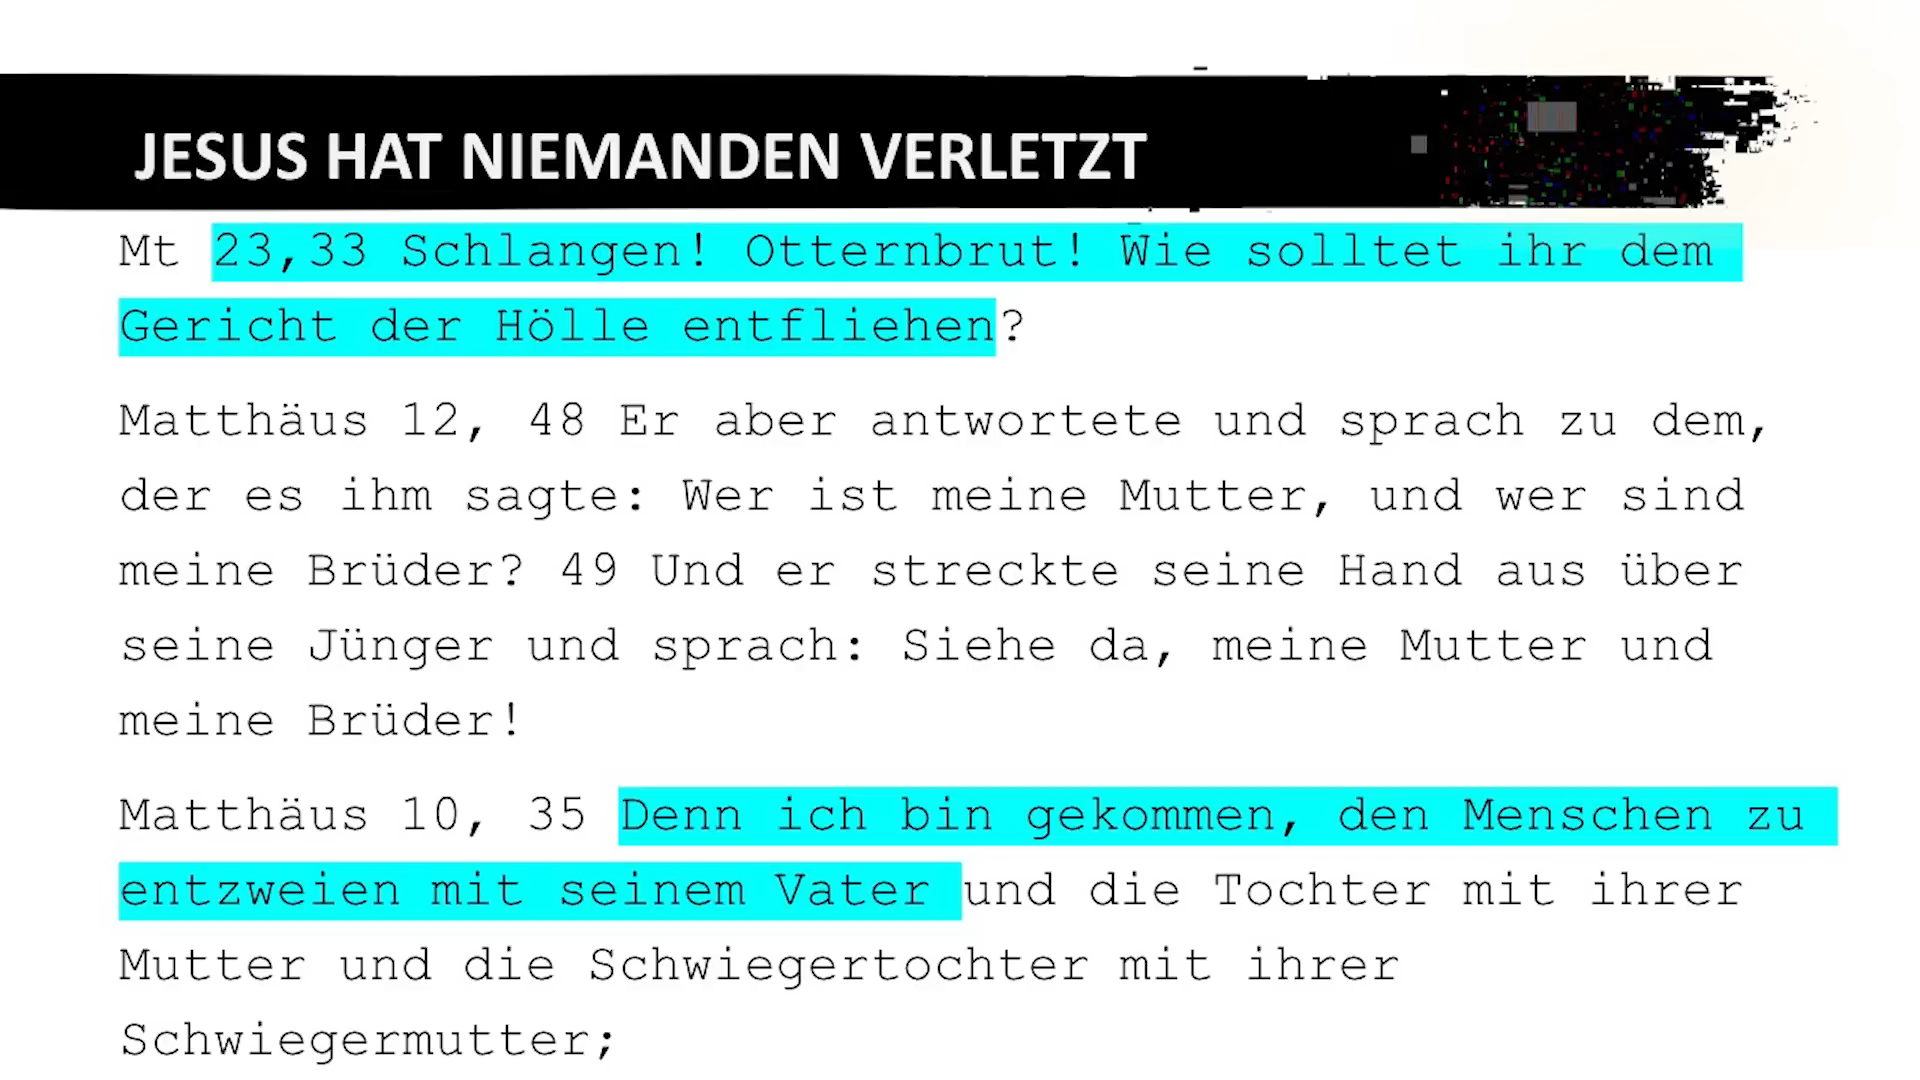 JESUS HAT NIEMANDEN VERLETZT
Mt 23,33 Schlangen! Otternbrut! Wie solltet ihr dem
Gericht der Hölle entfliehen?
Matthäus 12, 48 Er aber antwortete und sprach zu dem,
der es ihm sagte: Wer ist meine Mutter, und wer sind
meine Brüder? 49 Und er streckte seine Hand aus über
seine Jünger und sprach: Siehe da, meine Mutter und
meine Brüder!
Matthäus 10, 35 Denn ich bin gekommen, den Menschen zu
entzweien mit seinem Vater und die Tochter mit ihrer
Mutter und die Schwiegertochter mit ihrer
Schwiegermutter;